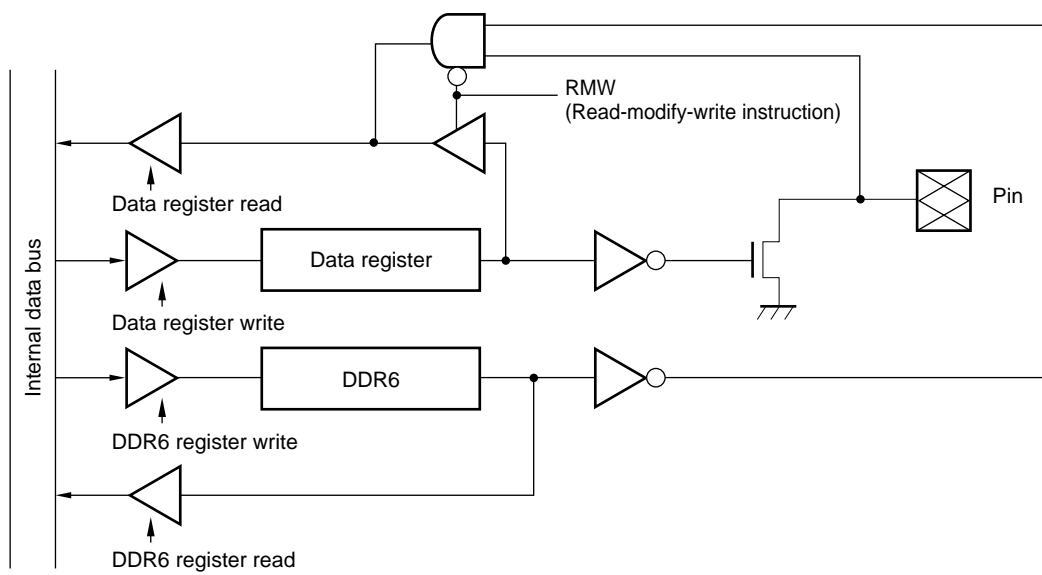 RMW
(Read-modify-write instruction)
Data register read
Pin
Data register
Data register write
Internal data bus
DDR6
DDR6 register write
DDR6 register read